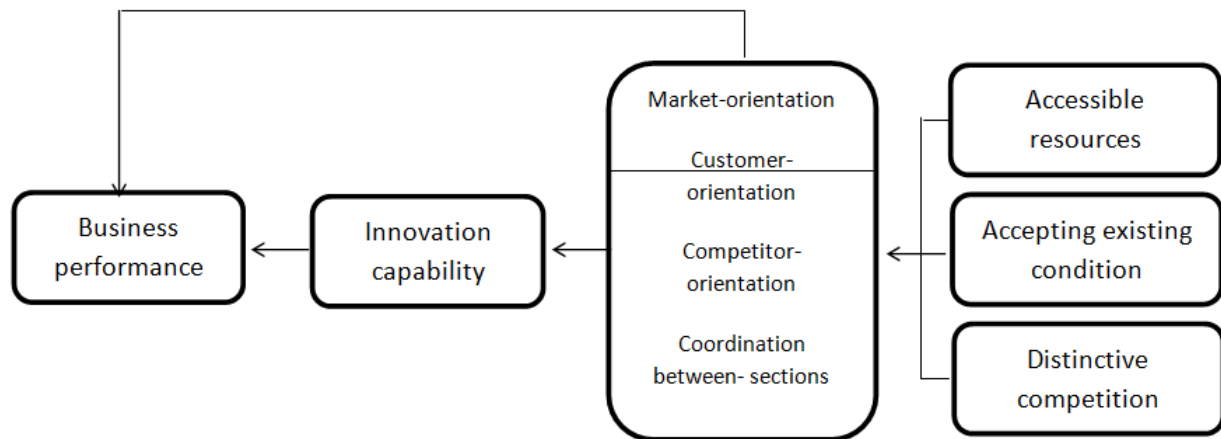 Business
performance
Innovation
capability
Market-orientation
Customer-
orientation
Competitor-
orientation
Coordination
between- sections
Accessible
resources
Accepting existing
condition
Distinctive
competition